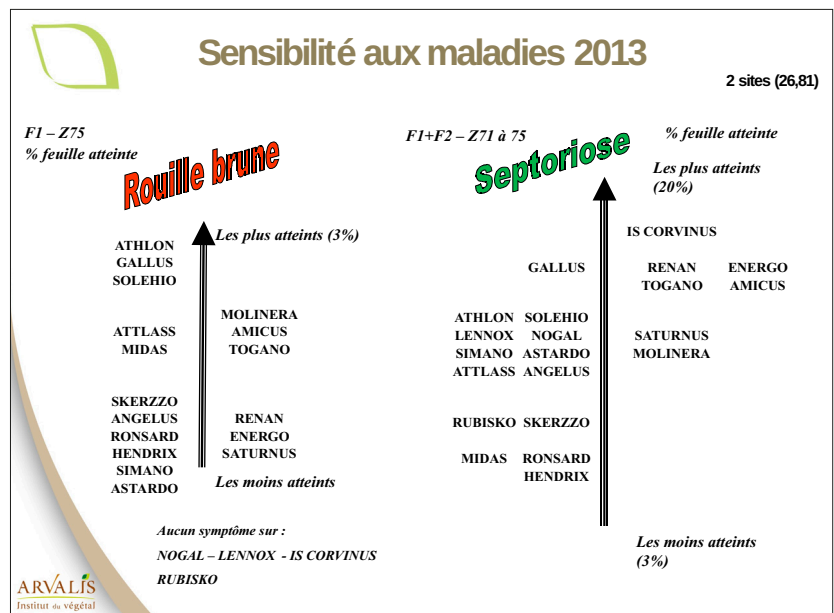 Sensibilité aux maladies 2013
2 sites (26,81)
F1 – Z75
% feuille atteinte
Rouille brune
Les plus atteints (3%)
ATHLON
GALLUS
SOLEHIO
MOLINERA
ATTLASS AMICUS
MIDAS TOGANO
SKERZZO
ANGELUS RENAN
RONSARD ENERGO
HENDRIX SATURNUS
SIMANO
ASTARDO
Les moins atteints
Aucun symptôme sur :
NOGAL – LENNOX - IS CORVINUS
RUBISKO
F1+F2 – Z71 à 75
% feuille atteinte
Septoriose
Les plus atteints
(20%)
IS CORVINUS
GALLUS RENAN ENERGO
TOGANO AMICUS
ATHLON SOLEHIO
LENNOX NOGAL SATURNUS
SIMANO ASTARDO MOLINERA
ATTLASS ANGELUS
RUBISKO SKERZZO
MIDAS RONSARD
HENDRIX
Les moins atteints
(3%)
ARVALIS
Institut du végétal